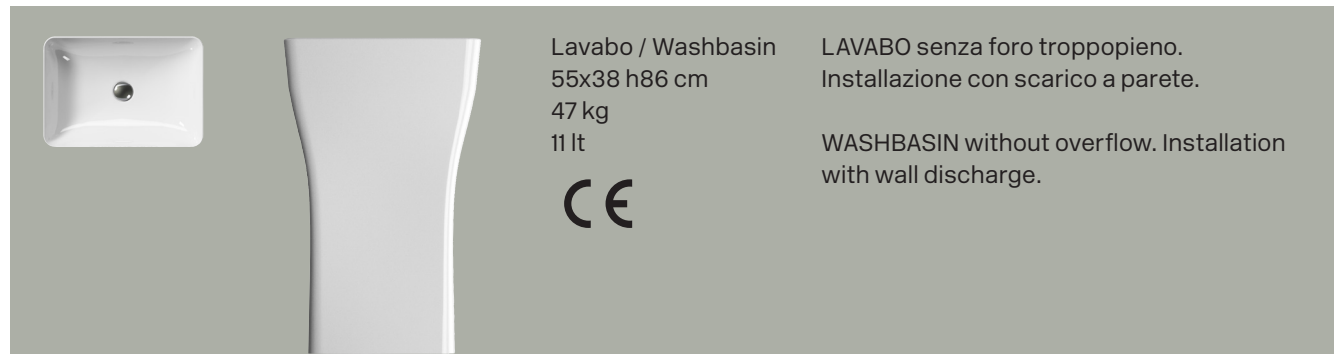 Lavabo / Washbasin
55x38 h86 cm
47 kg
11 lt
CE
LAVABO senza foro troppopieno.
Installazione con scarico a parete.
WASHBASIN without overflow. Installation
with wall discharge.